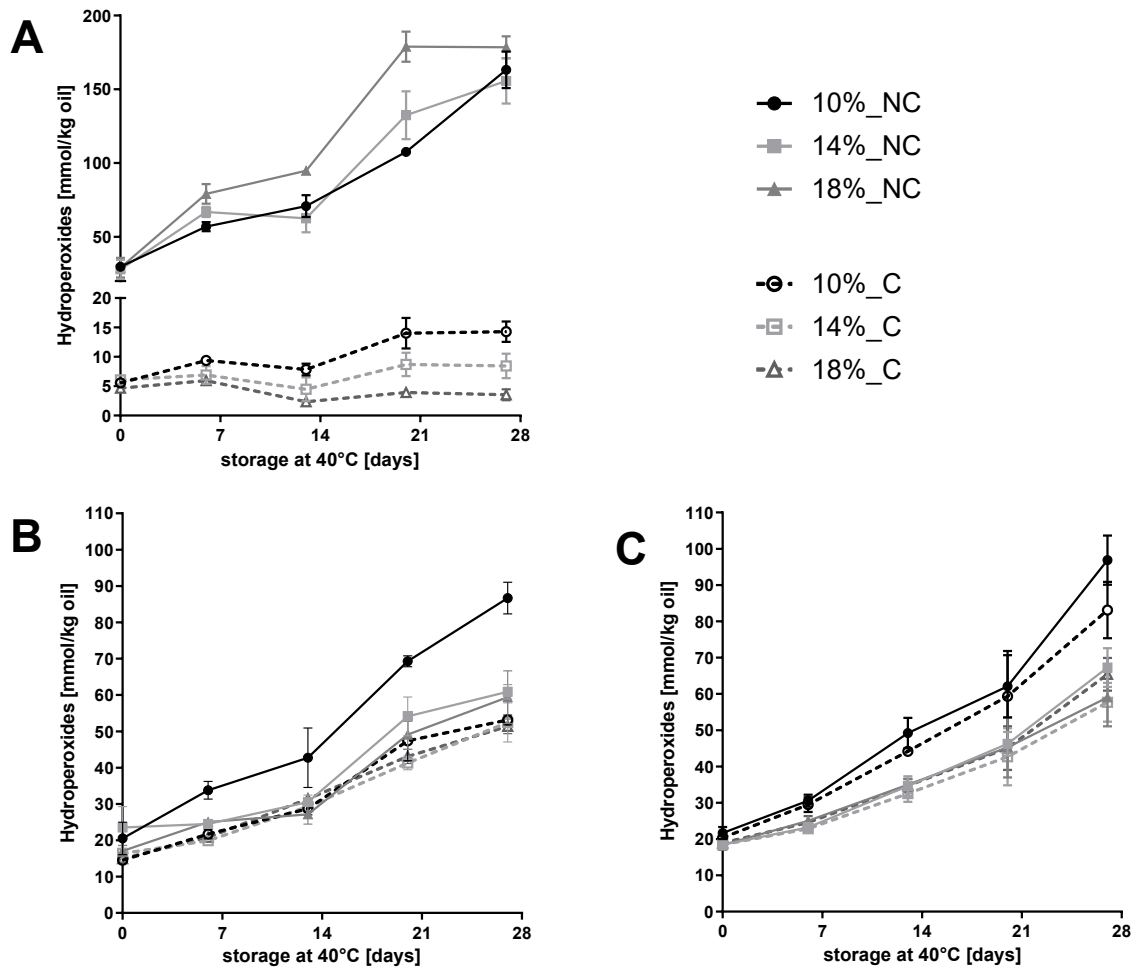 A
Hydroperoxides [mmol/kg oil]
200
150
100
50
20
15
10
5
0
0 7 14 21 28
storage at 40°C [days]
10%_NC
14%_NC
18%_NC
10%_C
14%_C
18%_C
B
Hydroperoxides [mmol/kg oil]
110
100
90
80
70
60
50
40
30
20
10
0
0 7 14 21 28
storage at 40°C [days]
C
Hydroperoxides [mmol/kg oil]
110
100
90
80
70
60
50
40
30
20
10
0
0 7 14 21 28
storage at 40°C [days]